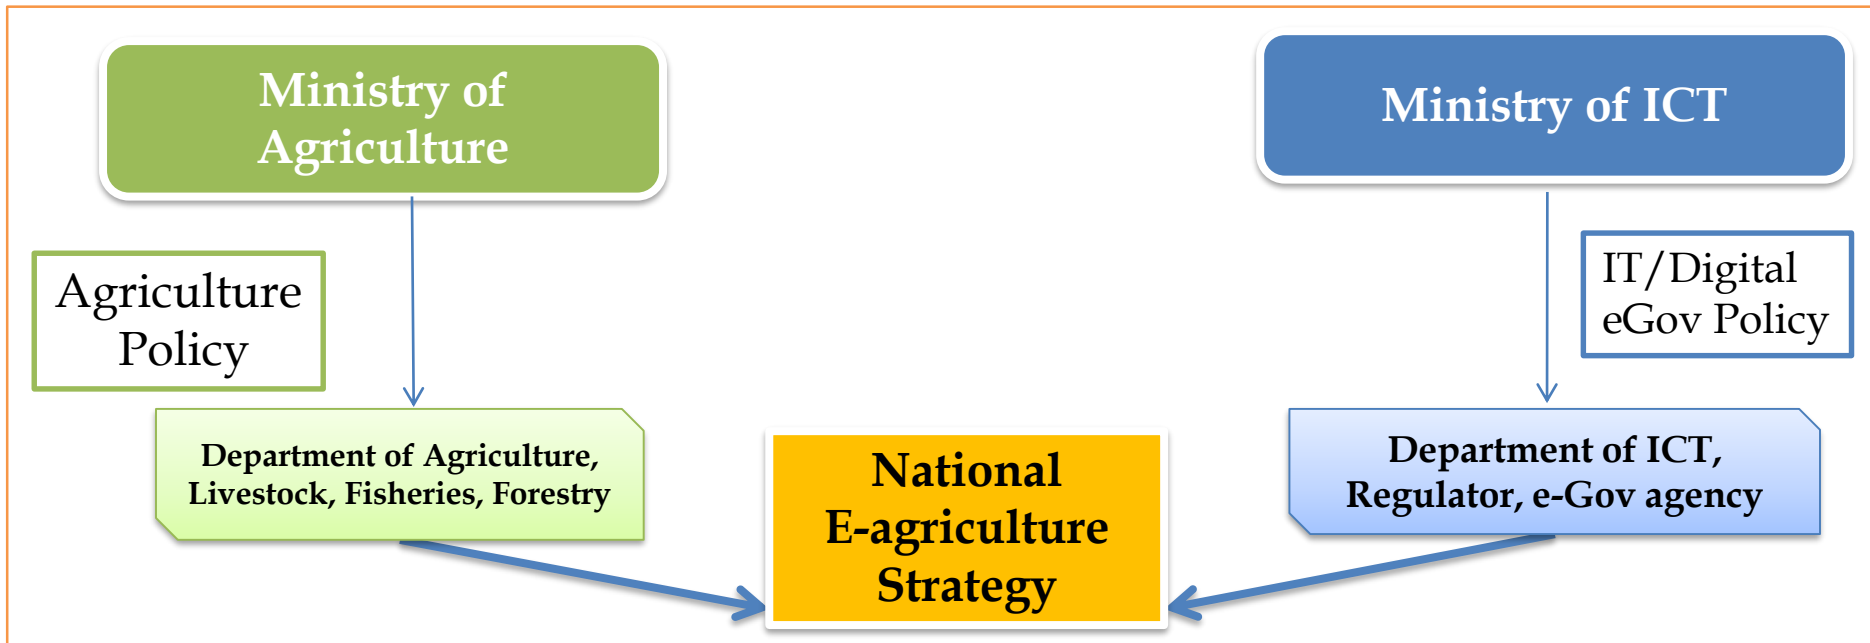 Ministry of
Agriculture
Ministry of ICT
Agriculture
Policy
IT/Digital
eGov Policy
Department of Agriculture,
Livestock, Fisheries, Forestry
National
E-agriculture
Strategy
Department of ICT,
Regulator, e-Gov agency